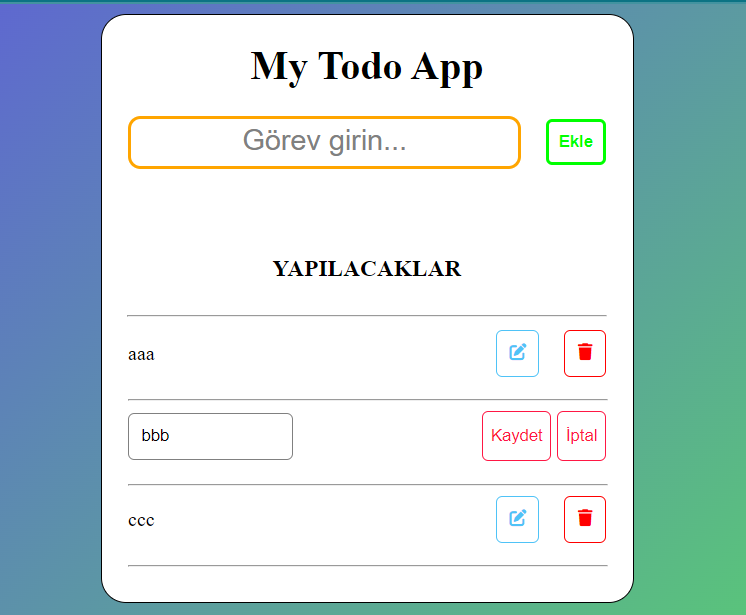 My Todo App
Görev girin...
Ekle
YAPILACAKLAR
aaa
bbb
Kaydet
İptal
ccc